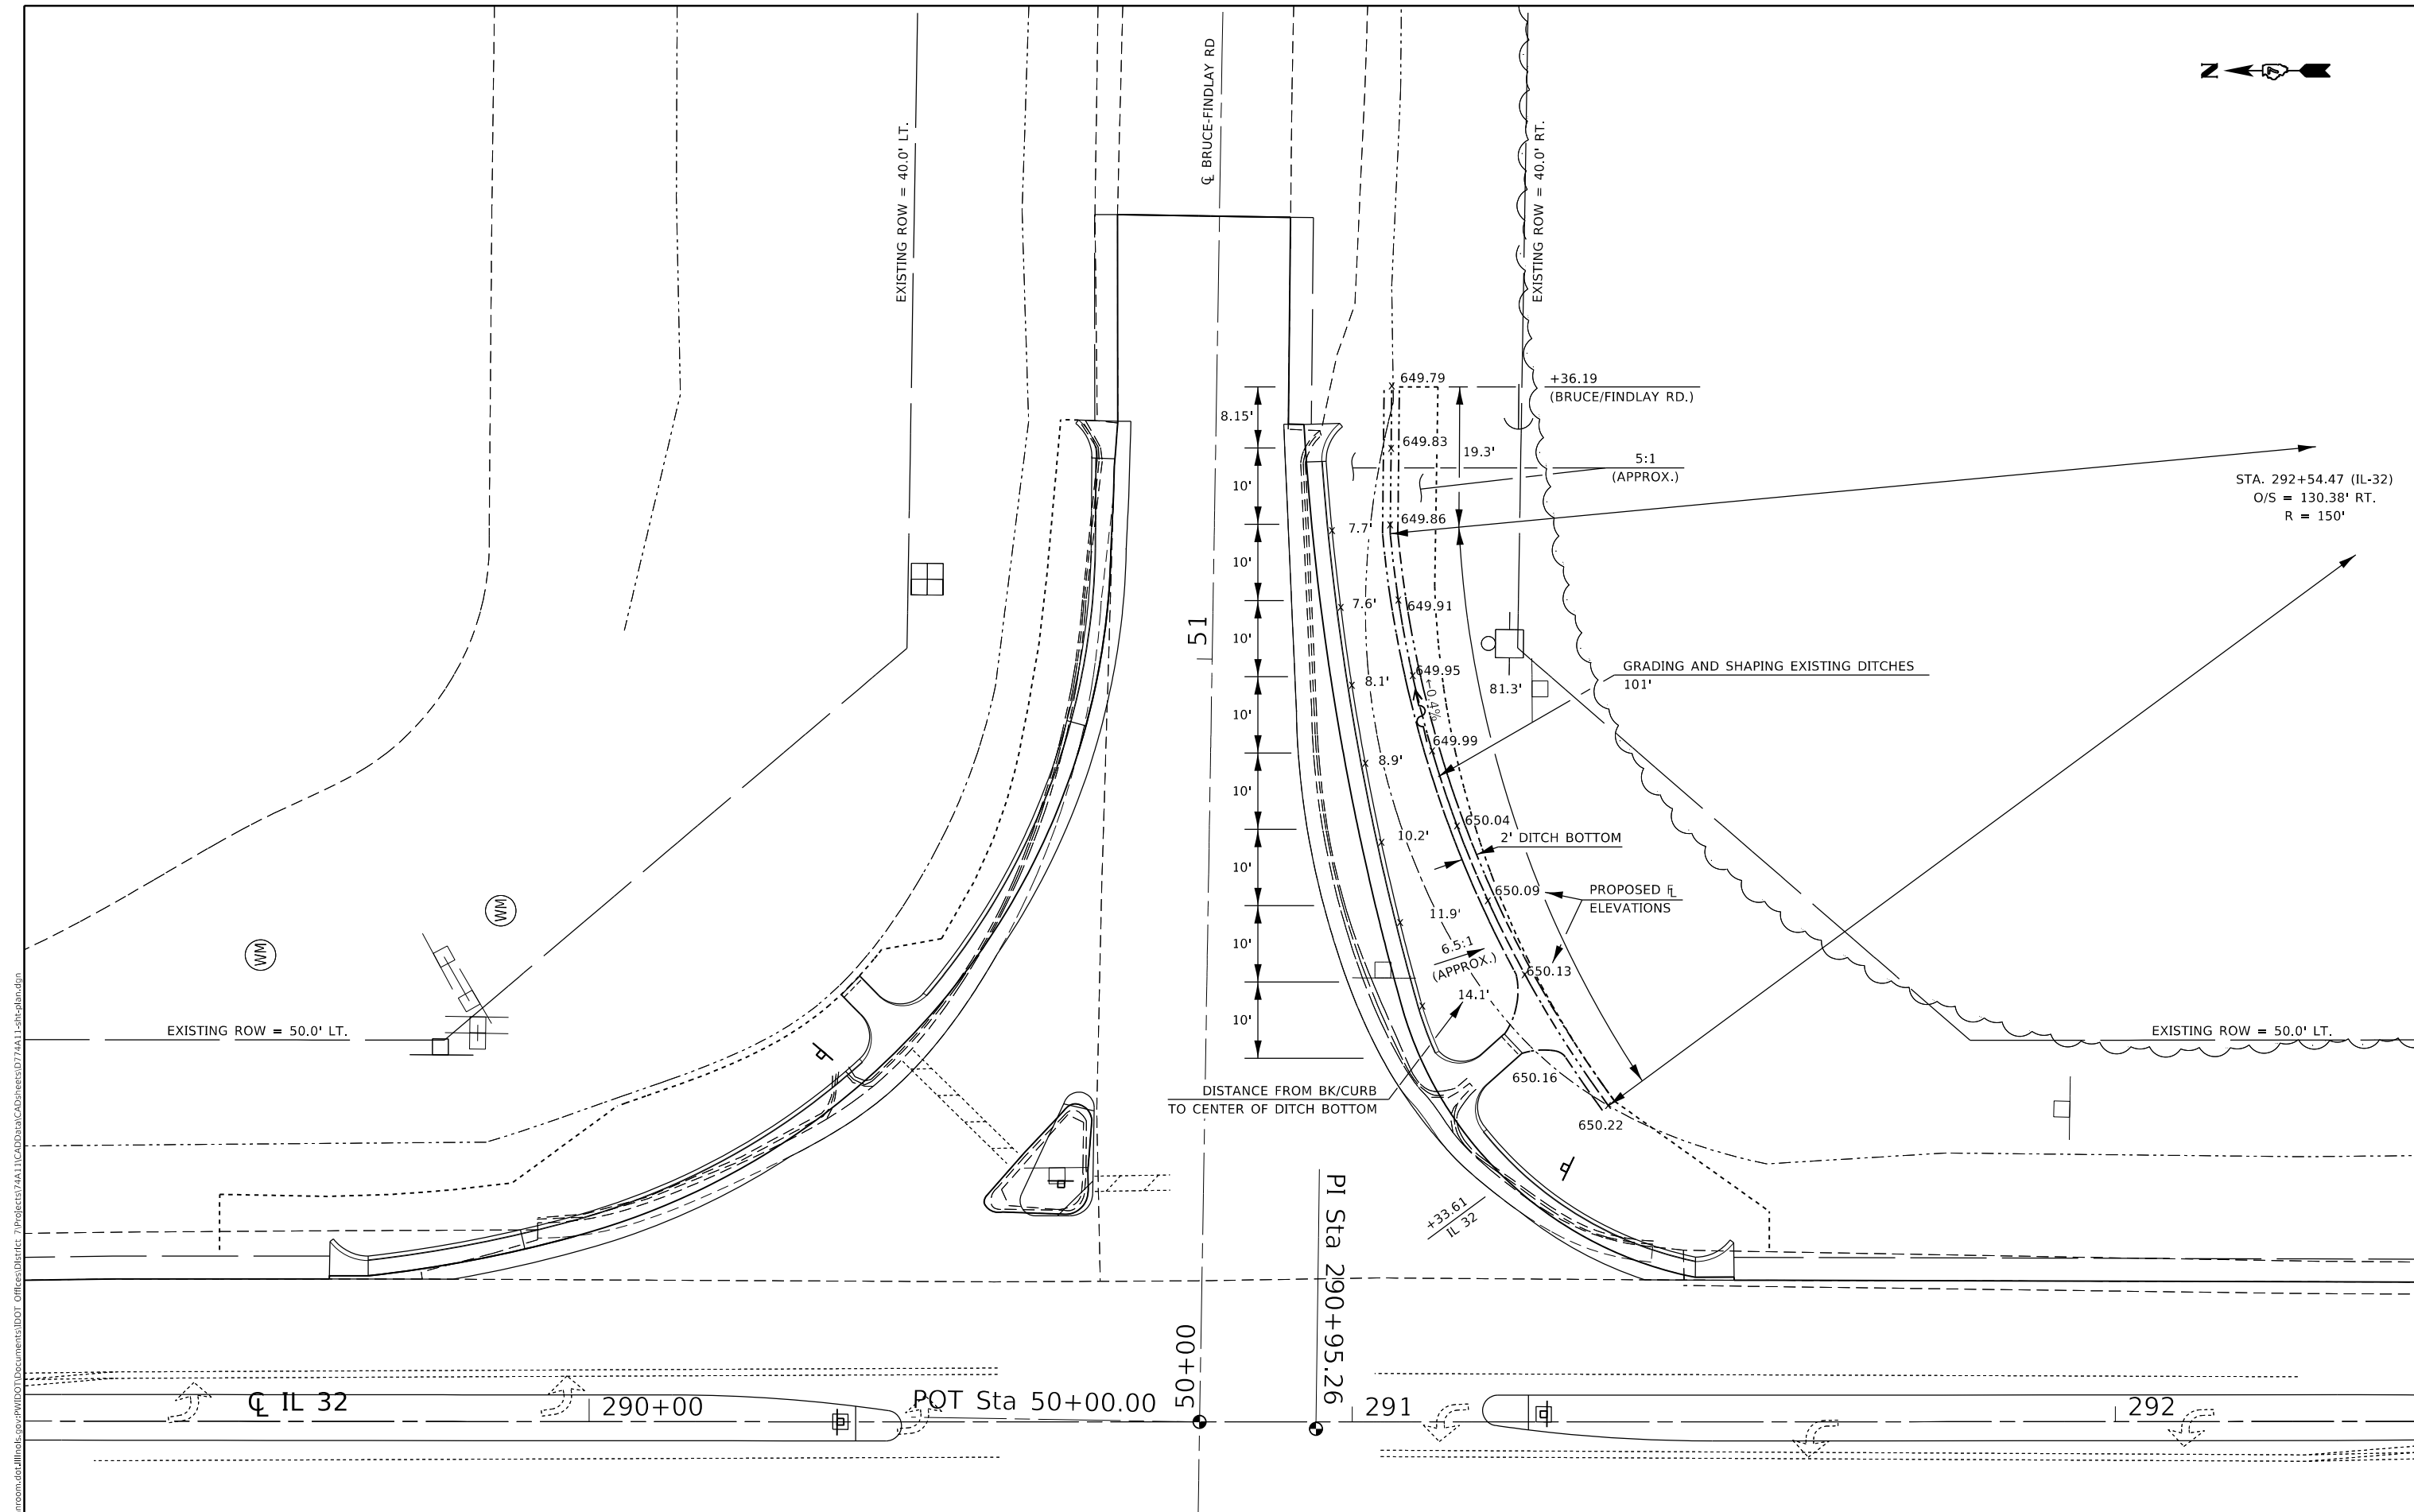 N
℄ BRUCE-FINDLAY RD
EXISTING ROW = 40.0' LT.
EXISTING ROW = 40.0' RT.
649.79
+36.19
(BRUCE/FINDLAY RD.)
8.15'
649.83
19.3'
5:1
(APPROX.)
STA. 292+54.47 (IL-32)
O/S = 130.38' RT.
R = 150'
10'
649.86
7.7'
10'
7.6'
649.91
51
10'
649.95
GRADING AND SHAPING EXISTING DITCHES
101'
8.1'
81.3'
←0.4%
10'
649.99
8.9'
10'
650.04
10.2'
2' DITCH BOTTOM
10'
650.09
PROPOSED FL
ELEVATIONS
11.9'
WM
WM
10'
6.5:1
(APPROX.)
650.13
14.1'
10'
EXISTING ROW = 50.0' LT.
EXISTING ROW = 50.0' LT.
650.16
DISTANCE FROM BK/CURB
TO CENTER OF DITCH BOTTOM
650.22
+33.61
IL 32
PI Sta 290+95.26
50+00
℄ IL 32
290+00
POT Sta 50+00.00
291
292